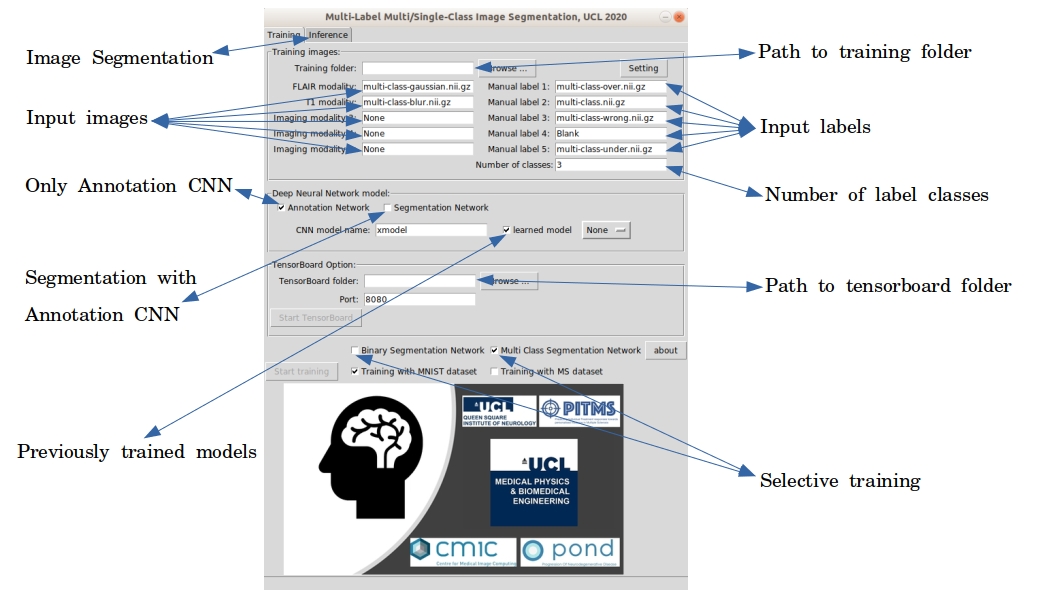 Multi-Label Multi/Single-Class Image Segmentation, UCL 2020
Training Inference
Image Segmentation
Training images:
Training folder: Browse ... Setting
Path to training folder
FLAIR modality: multi-class-gaussian.nii.gz Manual label 1: multi-class-over.nii.gz
T1 modality: multi-class-blur.nii.gz Manual label 2: multi-class.nii.gz
Input images
Imaging modality None Manual label 3: multi-class-wrong.nii.gz
Input labels
Imaging modality None Manual label 4: Blank
Imaging modality None Manual label 5: multi-class-under.nii.gz
Number of classes: 3
Only Annotation CNN
Number of label classes
Deep Neural Network model:
Annotation Network Segmentation Network
CNN model name: xmodel learned model None
Segmentation with
Annotation CNN
TensorBoard Option:
TensorBoard folder: Browse ...
Path to tensorboard folder
Port: 8080
Start TensorBoard
Binary Segmentation Network Multi Class Segmentation Network about
Start training Training with MNIST dataset Training with MS dataset
Previously trained models
Selective training
UCL
QUEEN SQUARE
INSTITUTE OF NEUROLOGY
PITMS
UCL
MEDICAL PHYSICS
& BIOMEDICAL
ENGINEERING
cmic
Centre for Medical Image Computing
pond